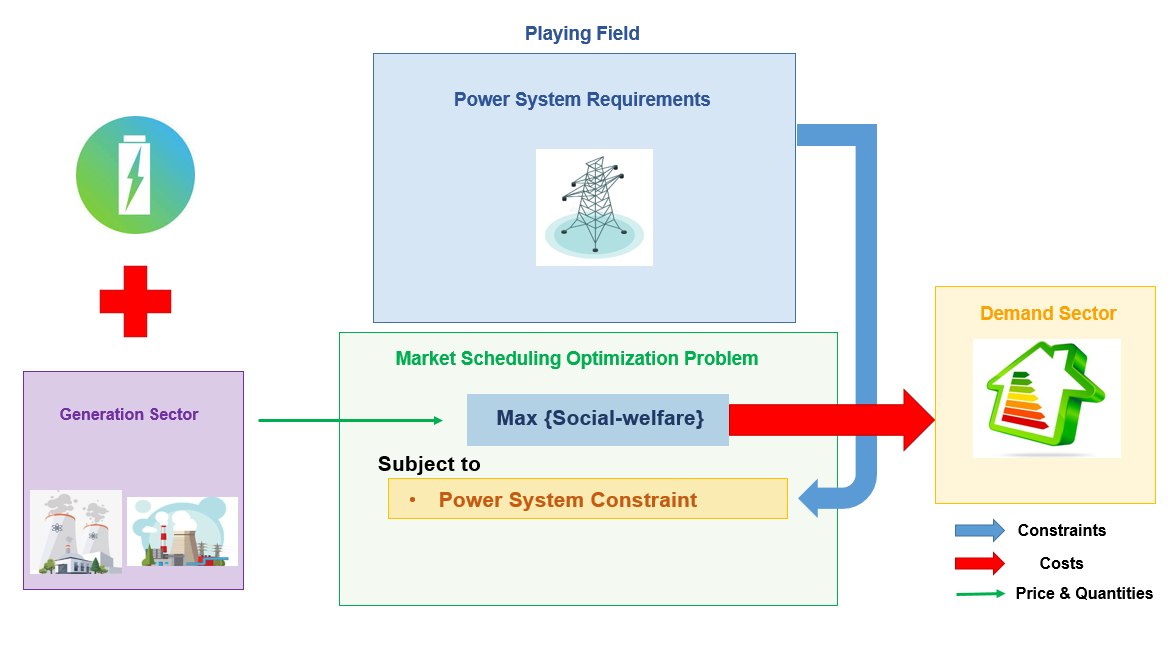 Playing Field
Power System Requirements
Market Scheduling Optimization Problem
Generation Sector
Max {Social-welfare}
Subject to
• Power System Constraint
Demand Sector
Constraints
Costs
Price & Quantities